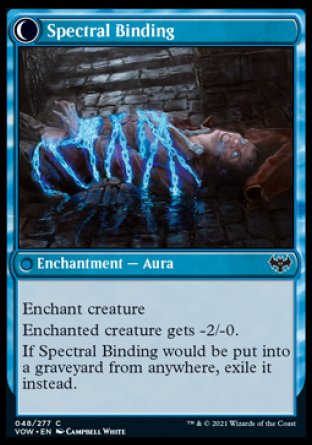 Spectral Binding
Enchantment — Aura
Enchant creature
Enchanted creature gets -2/-0.
If Spectral Binding would be put into
a graveyard from anywhere, exile it
instead.
048/277 C
VOW • EN Campbell White
™ & © 2021 Wizards of the Coast